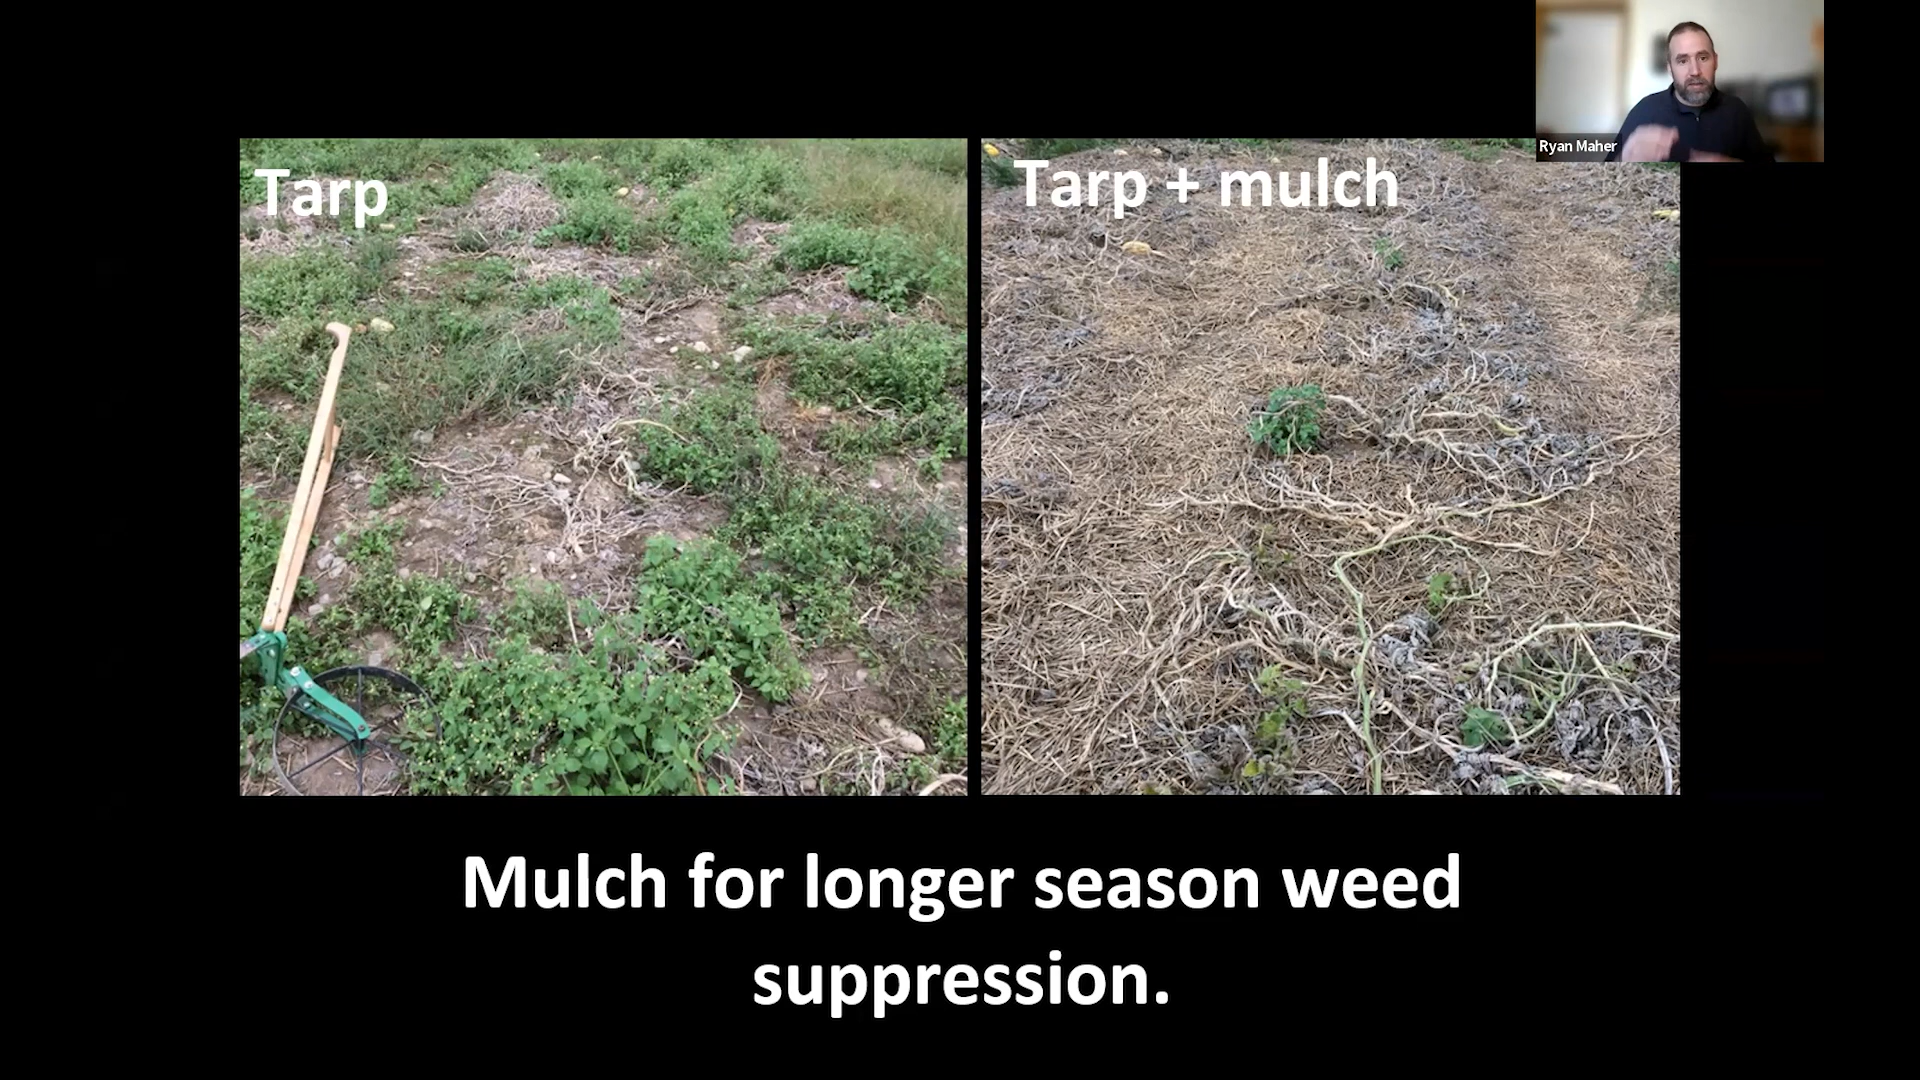 Ryan Maher
Tarp
Tarp + mulch
Mulch for longer season weed
suppression.